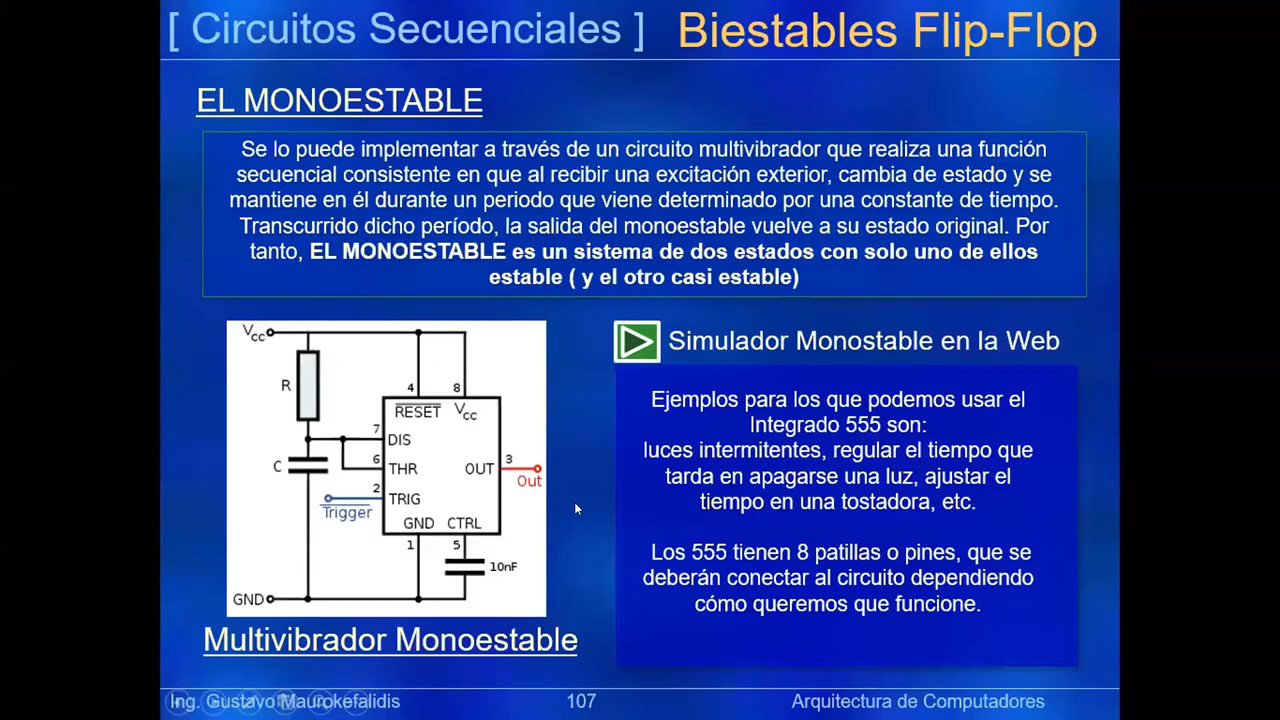 [ Circuitos Secuenciales ] Biestables Flip-Flop
EL MONOESTABLE
Se lo puede implementar a través de un circuito multivibrador que realiza una función
secuencial consistente en que al recibir una excitación exterior, cambia de estado y se
mantiene en él durante un periodo que viene determinado por una constante de tiempo.
Transcurrido dicho período, la salida del monoestable vuelve a su estado original. Por
tanto, EL MONOESTABLE es un sistema de dos estados con solo uno de ellos
estable ( y el otro casi estable)
Vcc
R
4 8
RESET Vcc
7
DIS
C
6
THR OUT
3
Out
2
TRIG
Trigger
GND CTRL
1 5
10nF
GND
Multivibrador Monoestable
Simulador Monostable en la Web
Ejemplos para los que podemos usar el
Integrado 555 son:
luces intermitentes, regular el tiempo que
tarda en apagarse una luz, ajustar el
tiempo en una tostadora, etc.
Los 555 tienen 8 patillas o pines, que se
deberán conectar al circuito dependiendo
cómo queremos que funcione.
Ing. Gustavo Maurokefalidis 107 Arquitectura de Computadores